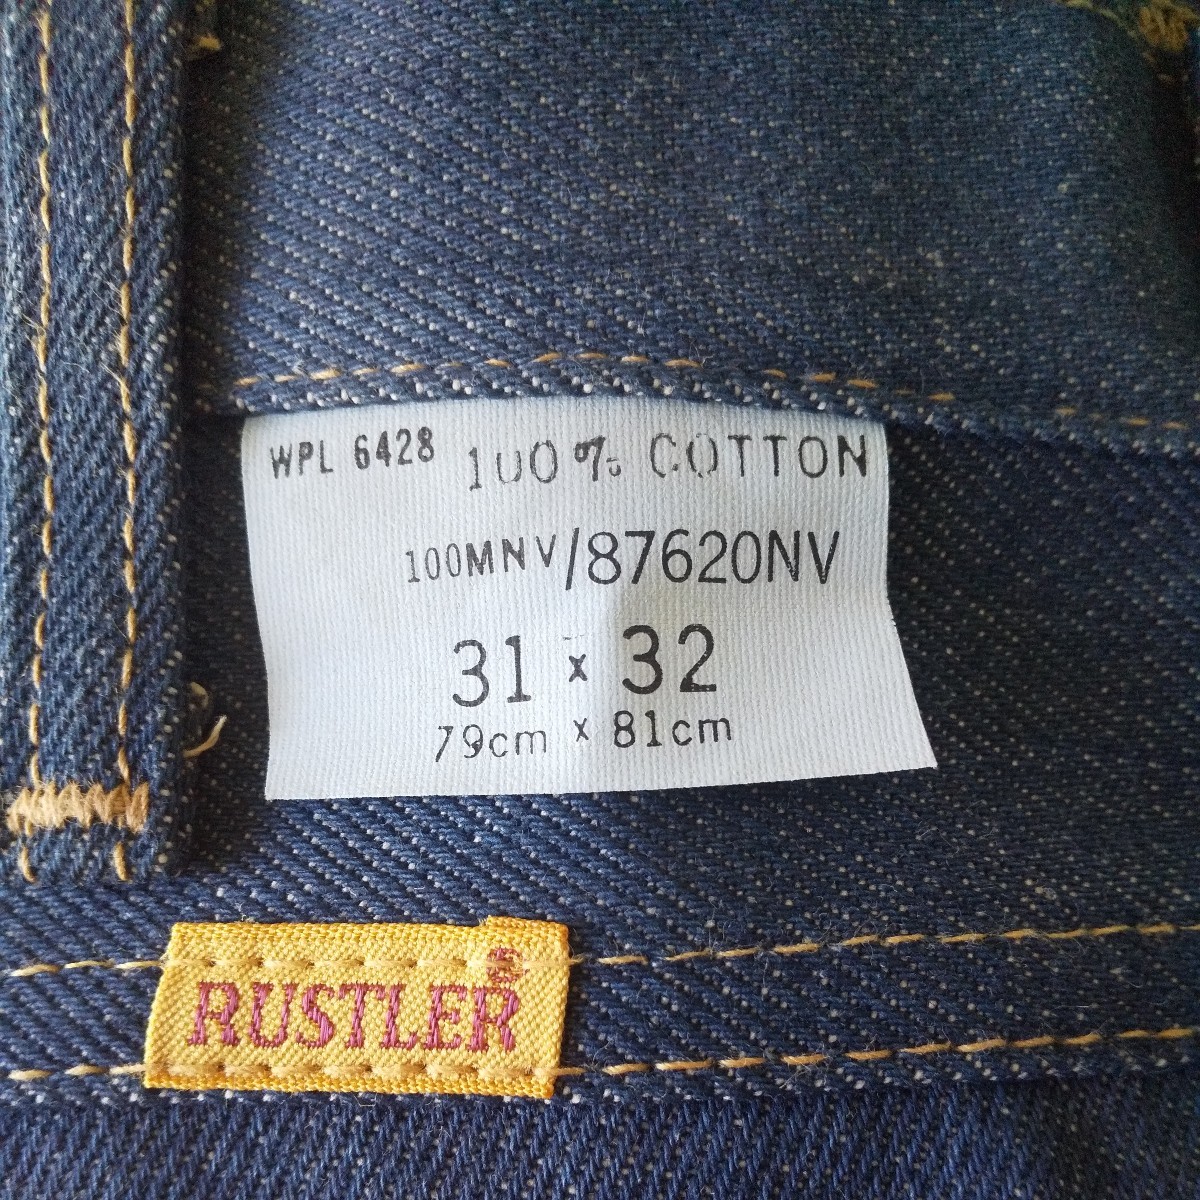 WPL 6428 100% COTTON
100MNV/87620NV
31 x 32
79cm x 81cm
RUSTLER®